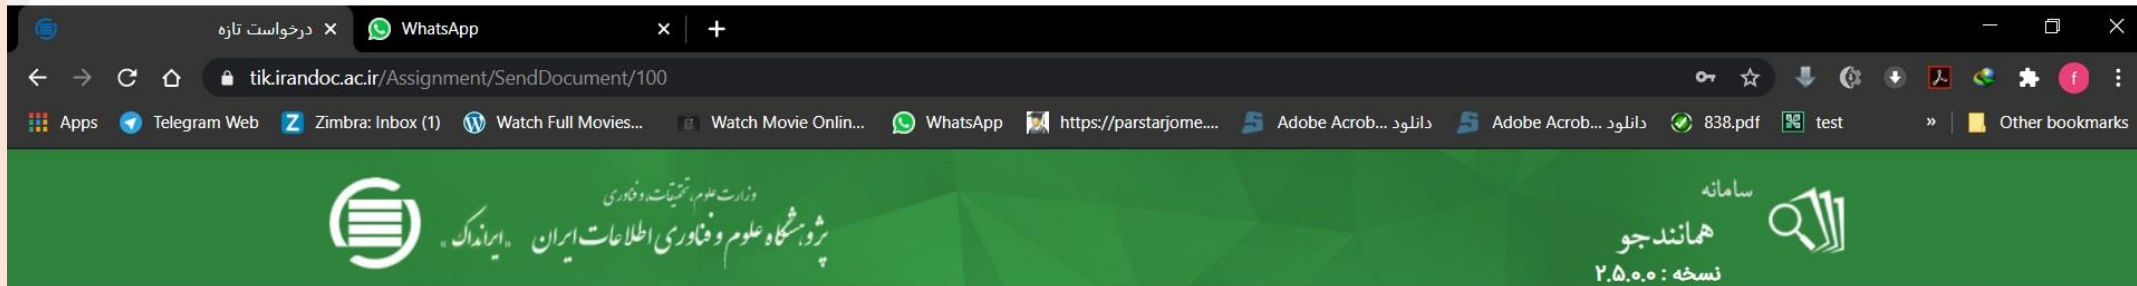 درخواست تازه
WhatsApp
tik.irandoc.ac.ir/Assignment/SendDocument/100
f
Apps
Telegram Web
Zimbra: Inbox (1)
Watch Full Movies...
Watch Movie Onlin...
WhatsApp
https://parstarjome....
دانلود Adobe Acrob...
دانلود Adobe Acrob...
838.pdf
test
»
Other bookmarks
سامانه
همانندجو
نسخه : ۲.۵.۰.۰
وزارت علوم، تحقیقات، و فناوری
پژوهشگاه علوم و فناوری اطلاعات ایران «ایرانداک»